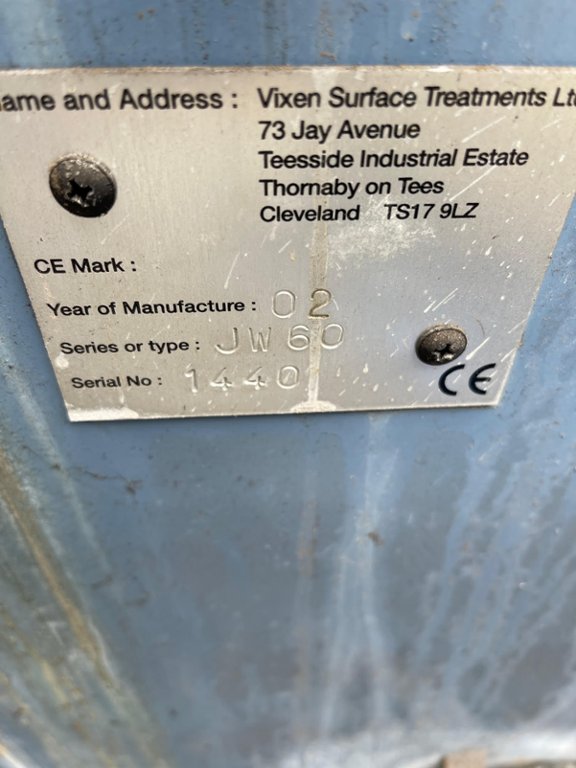 ame and Address : Vixen Surface Treatments Lt
73 Jay Avenue
Teesside Industrial Estate
Thornaby on Tees
Cleveland TS17 9LZ
CE Mark :
Year of Manufacture : 02
Series or type : JW60
Serial No : 1440
CE